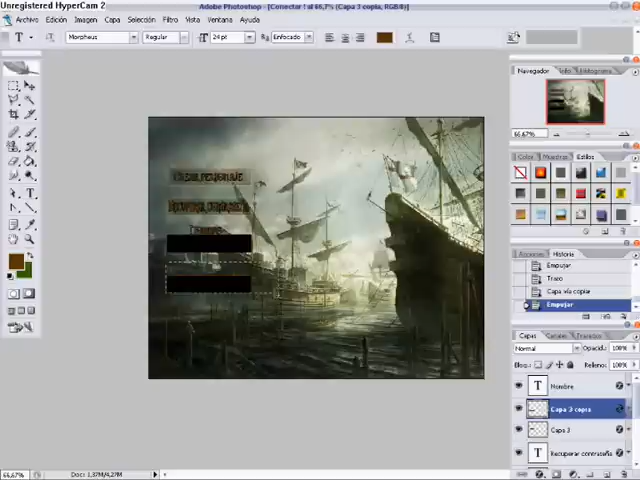 Unregistered HyperCam 2
Adobe Photoshop - [Conectar ! al 66,7% (Capa 3 copia, RGB/8)]
Archivo Edición Imagen Capa Selección Filtro Vista Ventana Ayuda
T Morpheus Regular T 24 pt Enfocado
Navegador Info Histograma
66,67%
Color Muestras Estilos
Acciones Historia
Empujar
Trazo
Capa vía copiar
Empujar
Capas Canales Trazados
Normal Opacid.: 100%
Bloq.: Relleno: 100%
T Nombre
Capa 3 copia
Capa 3
T Recuperar contraseña
66,67% Doc: 1,37M/4,27M